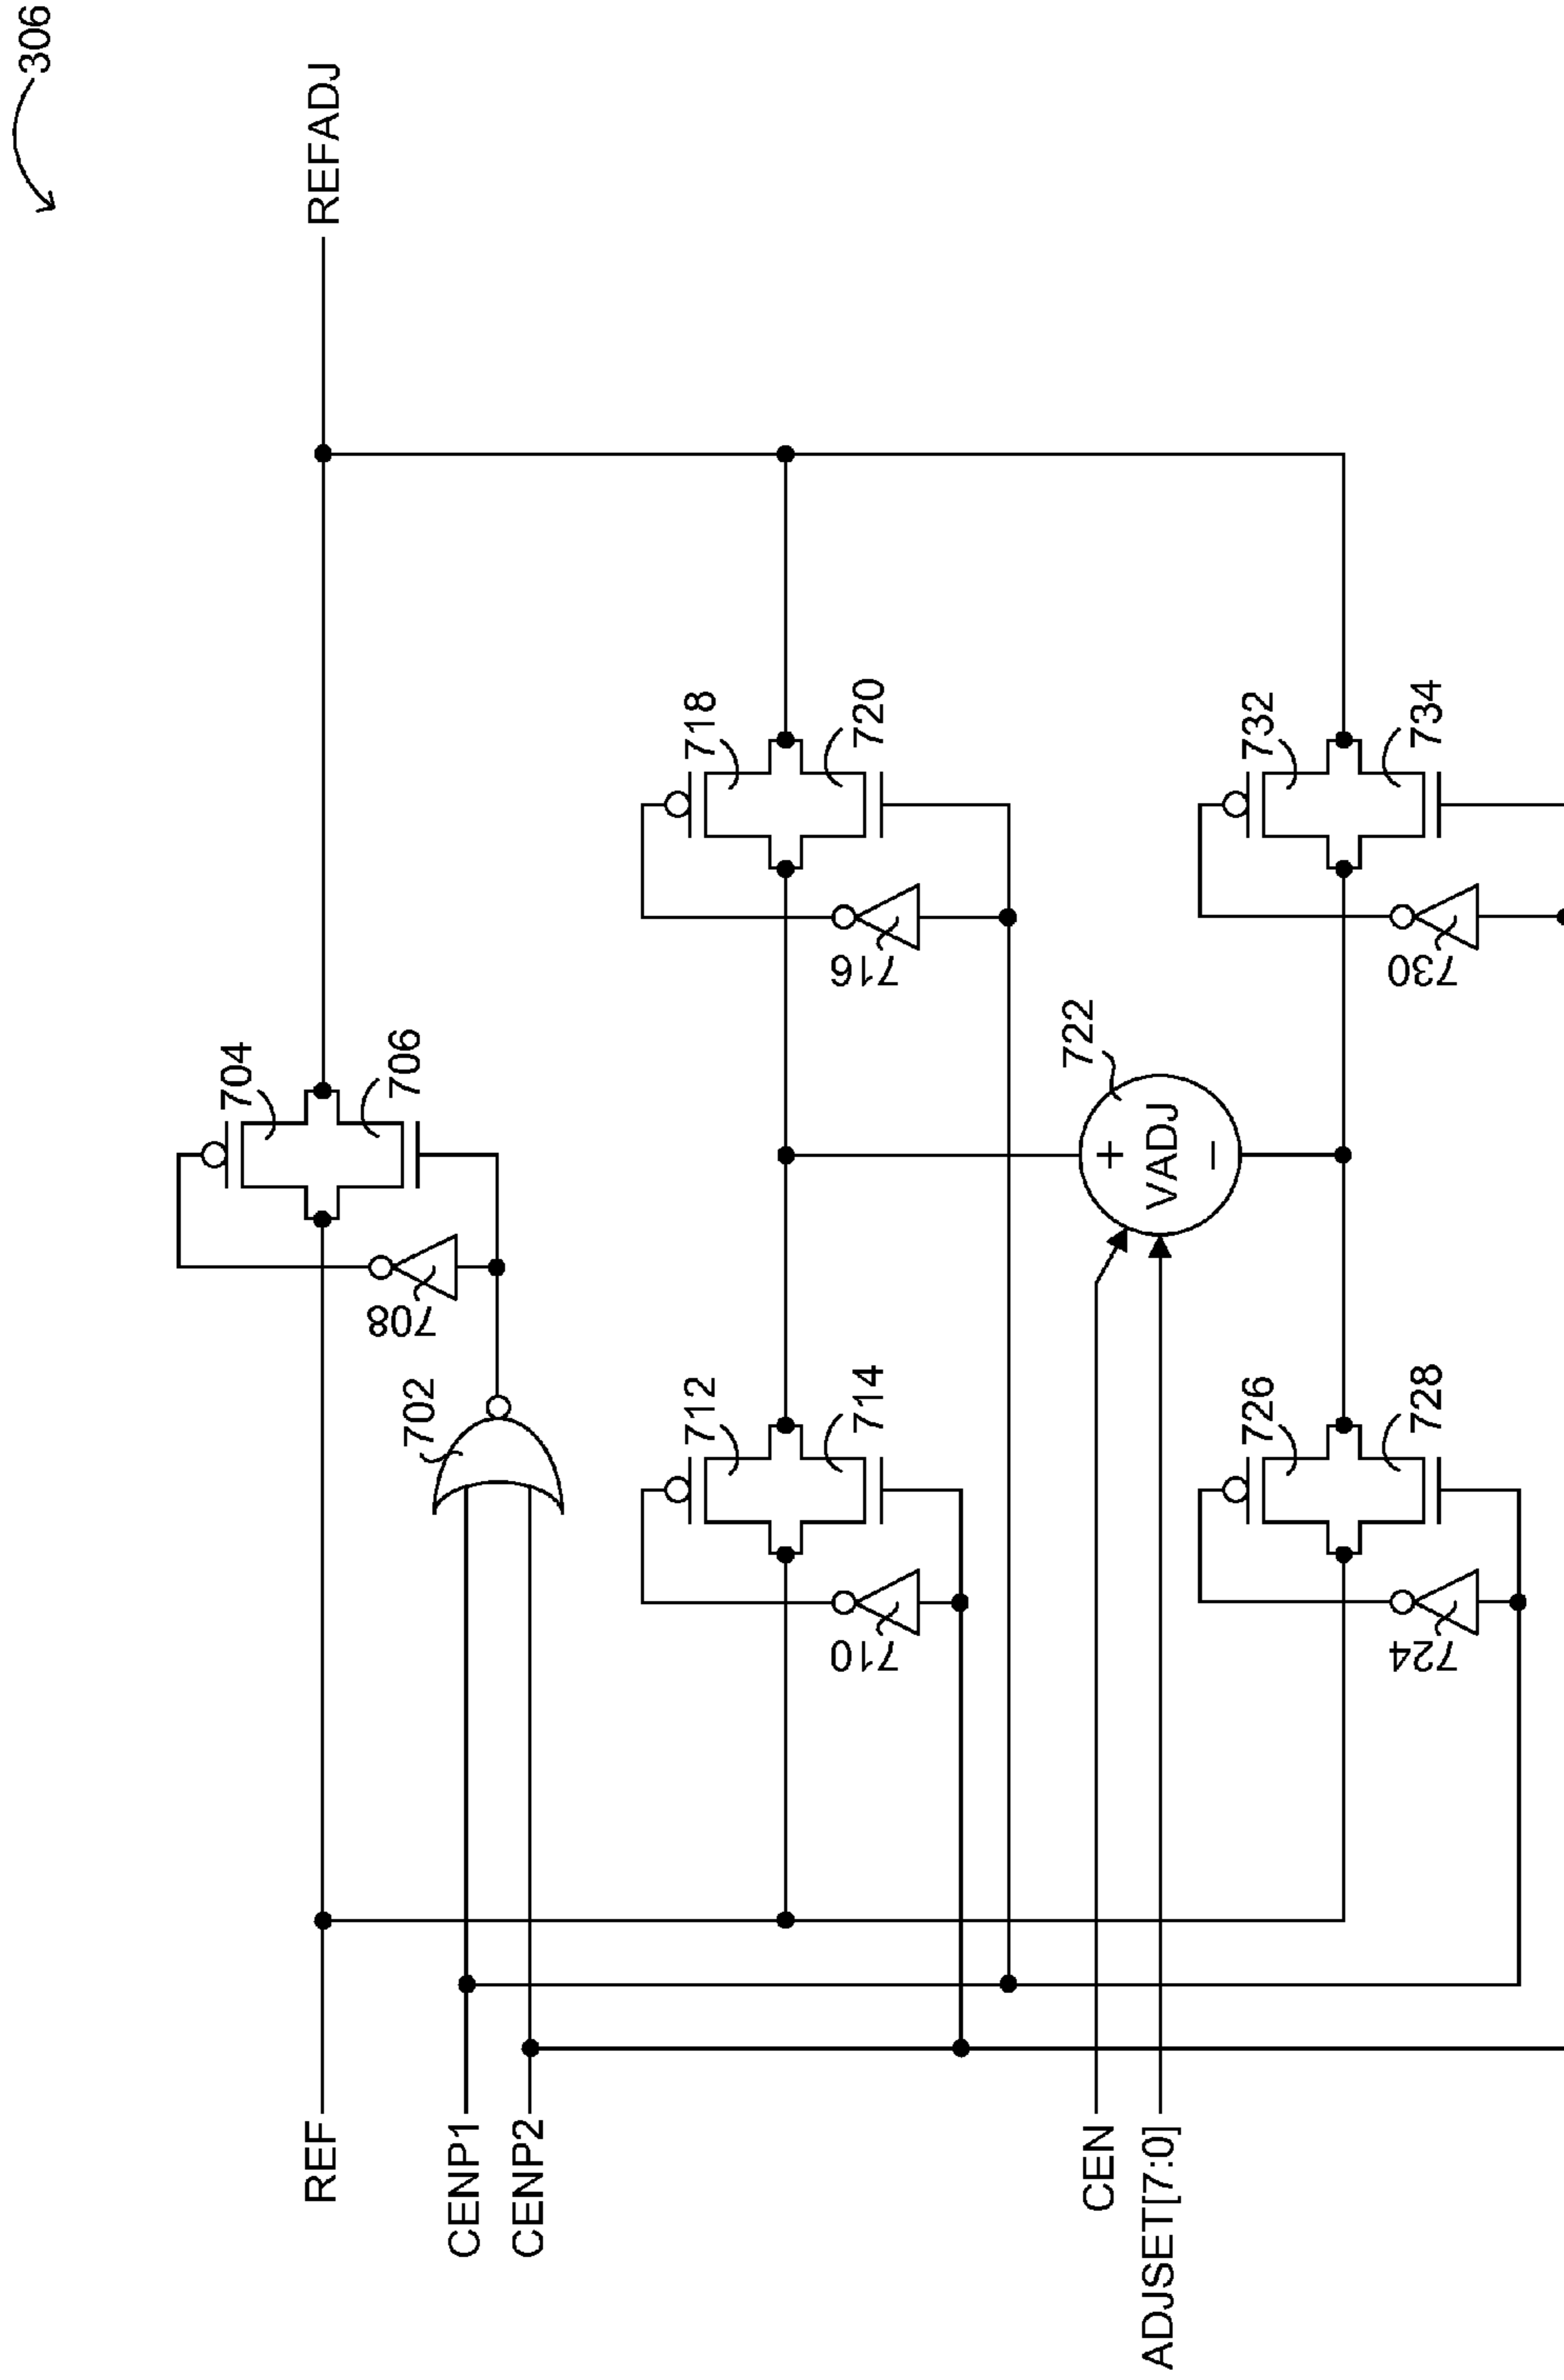 306
REF
REFADJ
704
706
708
702
CENP1
CENP2
712
714
710
718
720
716
722
+
VADJ
−
CEN
ADJSET[7:0]
726
728
724
732
734
730